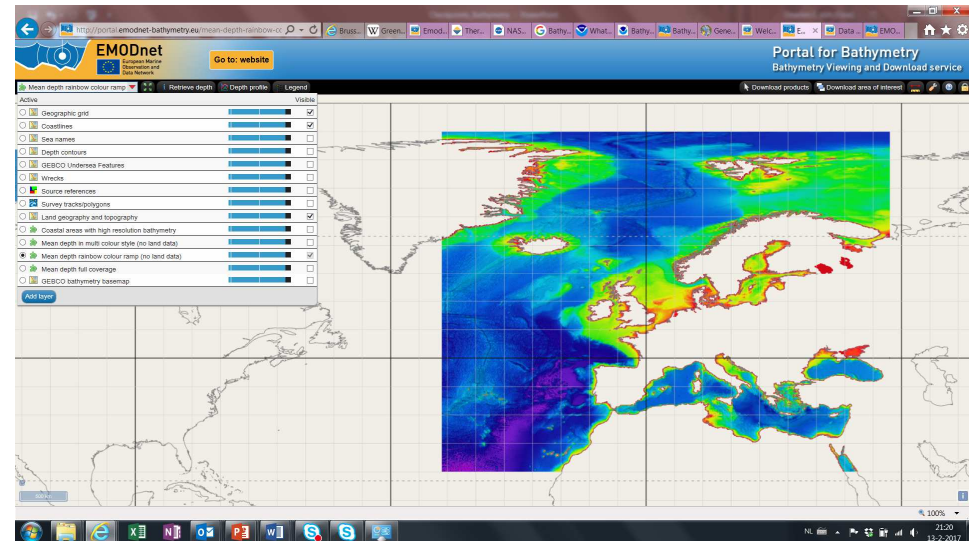 http://portal.emodnet-bathymetry.eu/mean-depth-rainbow-cc
Bruss...
Green...
Emod...
Ther...
NAS...
Bathy...
What...
Bathy...
Bathy...
Gene...
Welc...
E...
Data ...
EMO...
EMODnet
European Marine
Observation and
Data Network
Go to: website
Portal for Bathymetry
Bathymetry Viewing and Download service
Mean depth rainbow colour ramp
Retrieve depth
Depth profile
Legend
Download products
Download area of interest
Active Visible
Geographic grid
Coastlines
Sea names
Depth contours
GEBCO Undersea Features
Wrecks
Source references
Survey tracks/polygons
Land geography and topography
Coastal areas with high resolution bathymetry
Mean depth in multi colour style (no land data)
Mean depth rainbow colour ramp (no land data)
Mean depth full coverage
GEBCO bathymetry basemap
Add layer
100%
NL
21:20
13-2-2017